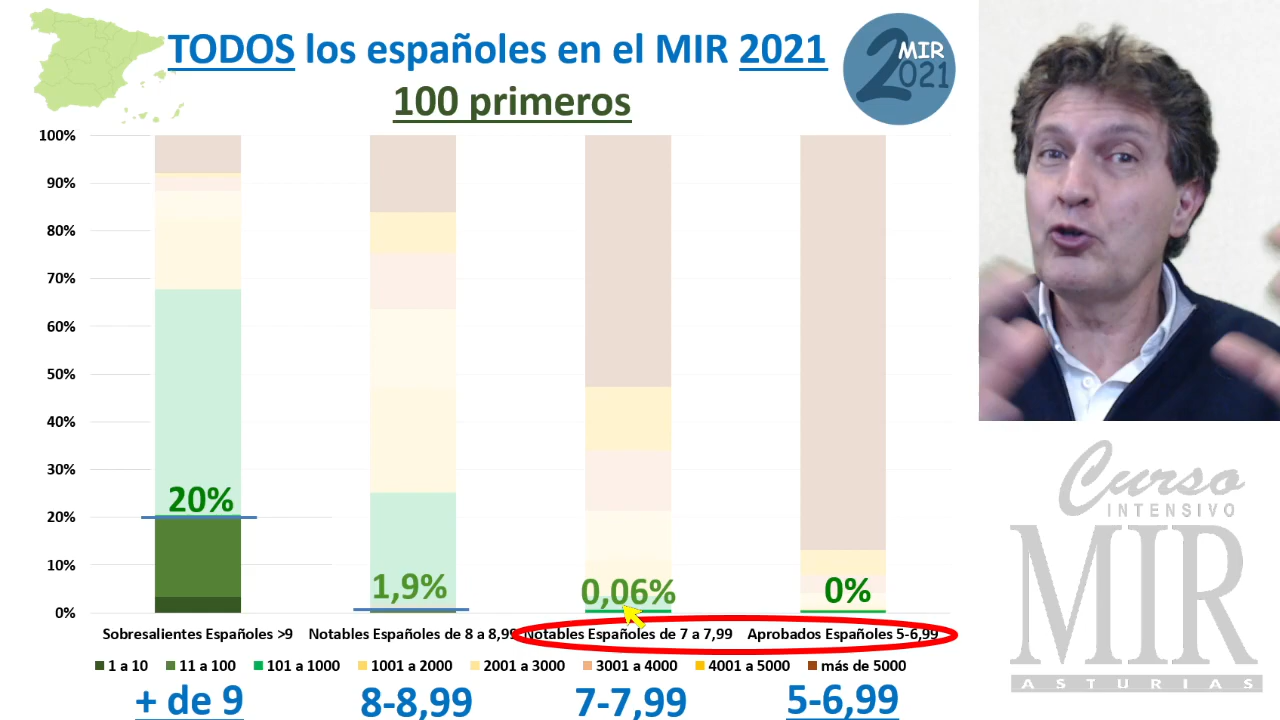 TODOS los españoles en el MIR 2021
100 primeros
2 MIR
2021
100%
90%
80%
70%
60%
50%
40%
30%
20%
10%
0%
20%
1,9%
0,06%
0%
Sobresalientes Españoles >9
Notables Españoles de 8 a 8,99
Notables Españoles de 7 a 7,99
Aprobados Españoles 5-6,99
1 a 10
11 a 100
101 a 1000
1001 a 2000
2001 a 3000
3001 a 4000
4001 a 5000
más de 5000
+ de 9
8-8,99
7-7,99
5-6,99
Curso
INTENSIVO
MIR
ASTURIAS